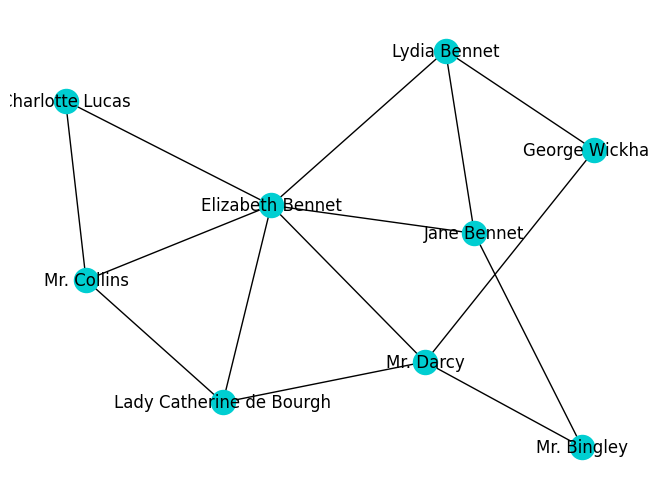 Lydia Bennet
Charlotte Lucas
George Wickha
Elizabeth Bennet
Jane Bennet
Mr. Collins
Mr. Darcy
Lady Catherine de Bourgh
Mr. Bingley